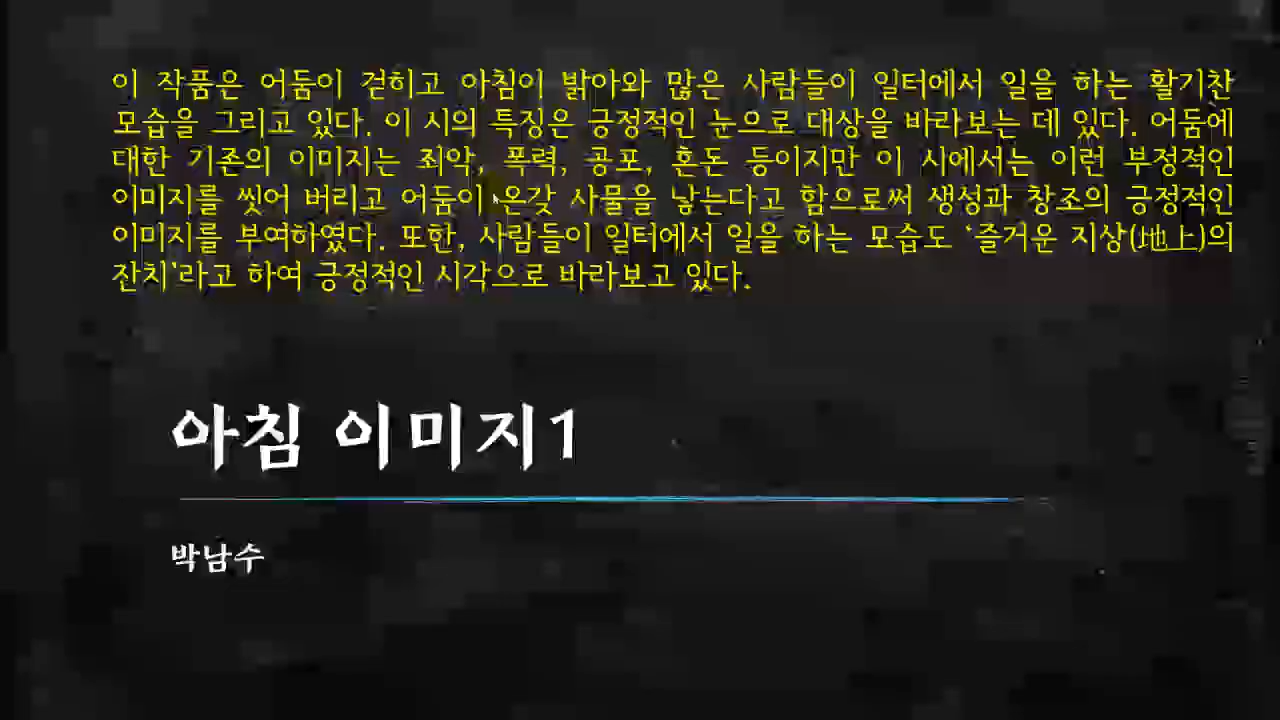 이 작품은 어둠이 걷히고 아침이 밝아와 많은 사람들이 일터에서 일을 하는 활기찬
모습을 그리고 있다. 이 시의 특징은 긍정적인 눈으로 대상을 바라보는 데 있다. 어둠에
대한 기존의 이미지는 죄악, 폭력, 공포, 혼돈 등이지만 이 시에서는 이런 부정적인
이미지를 씻어 버리고 어둠이 온갖 사물을 낳는다고 함으로써 생성과 창조의 긍정적인
이미지를 부여하였다. 또한, 사람들이 일터에서 일을 하는 모습도 '즐거운 지상(地上)의
잔치'라고 하여 긍정적인 시각으로 바라보고 있다.
아침 이미지1
박남수